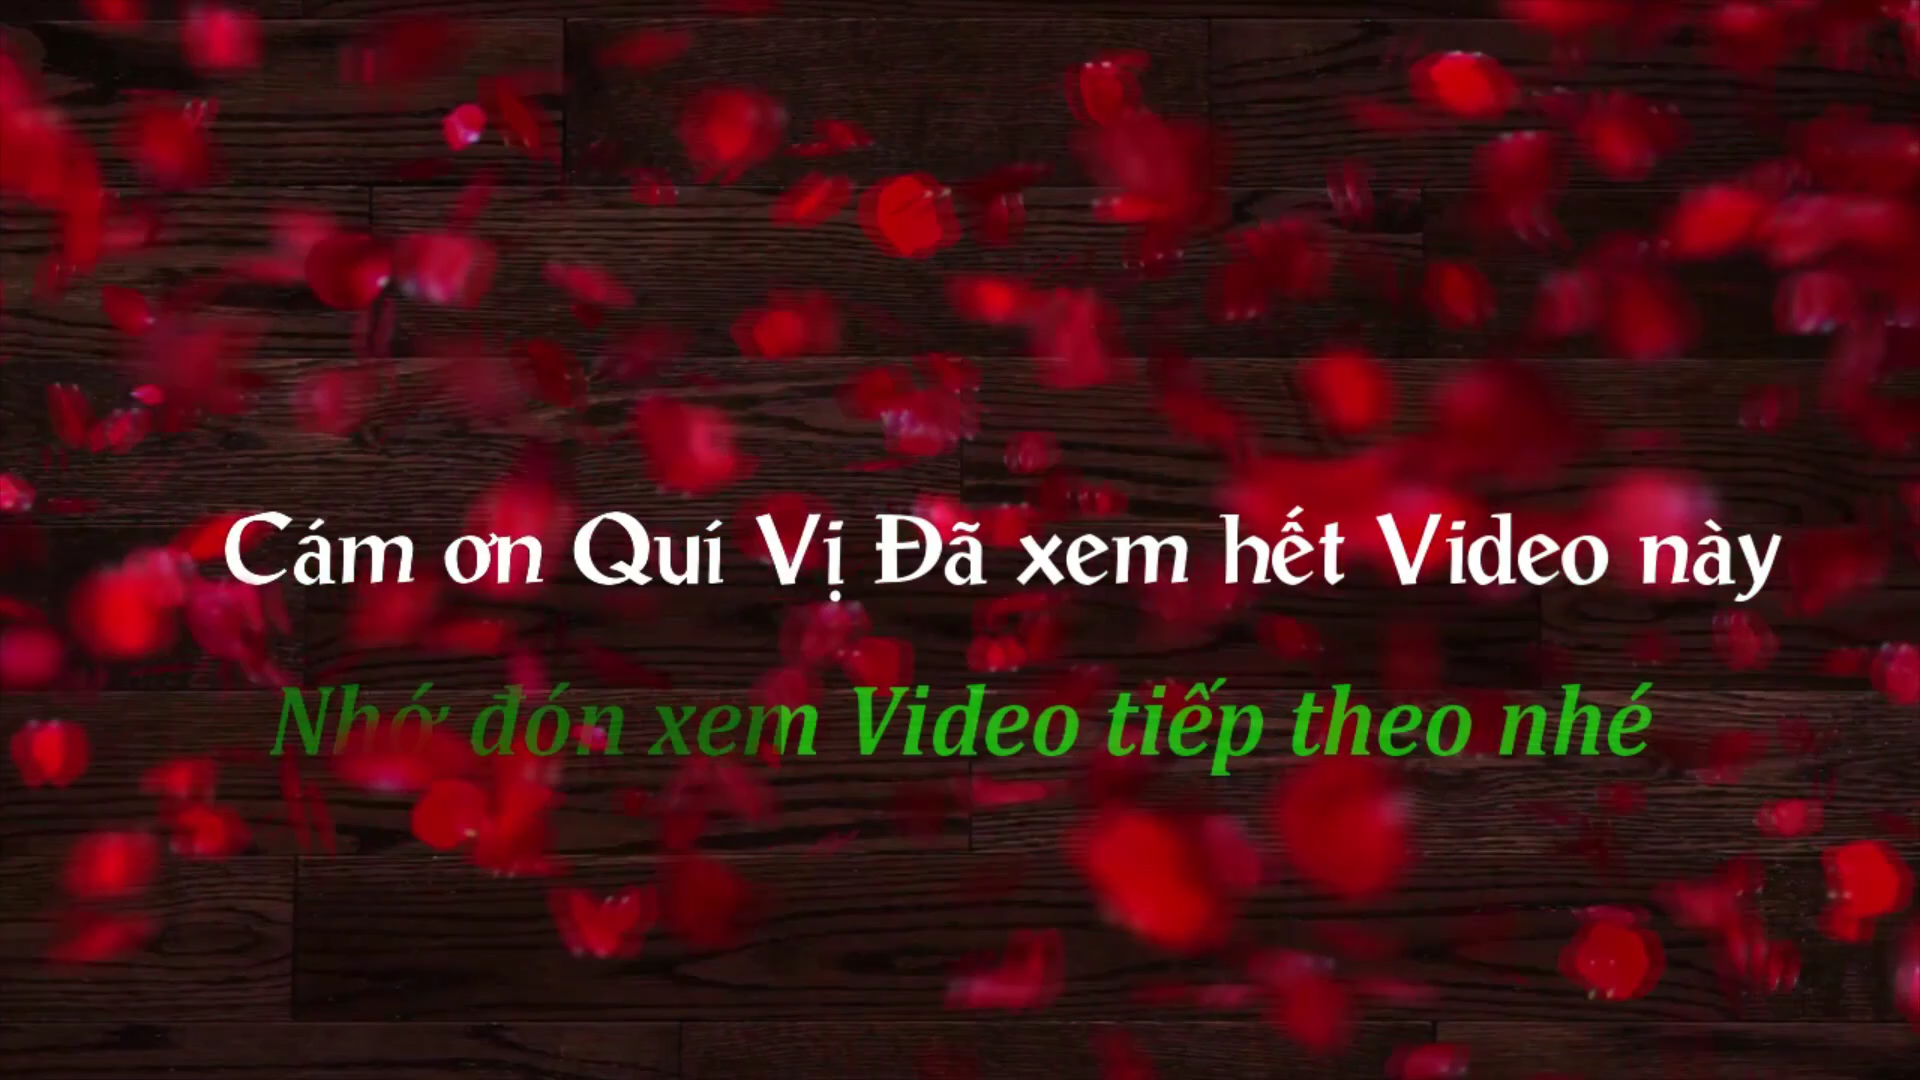 Cám ơn Quí Vị Đã xem hết Video này
Nhớ đón xem Video tiếp theo nhé